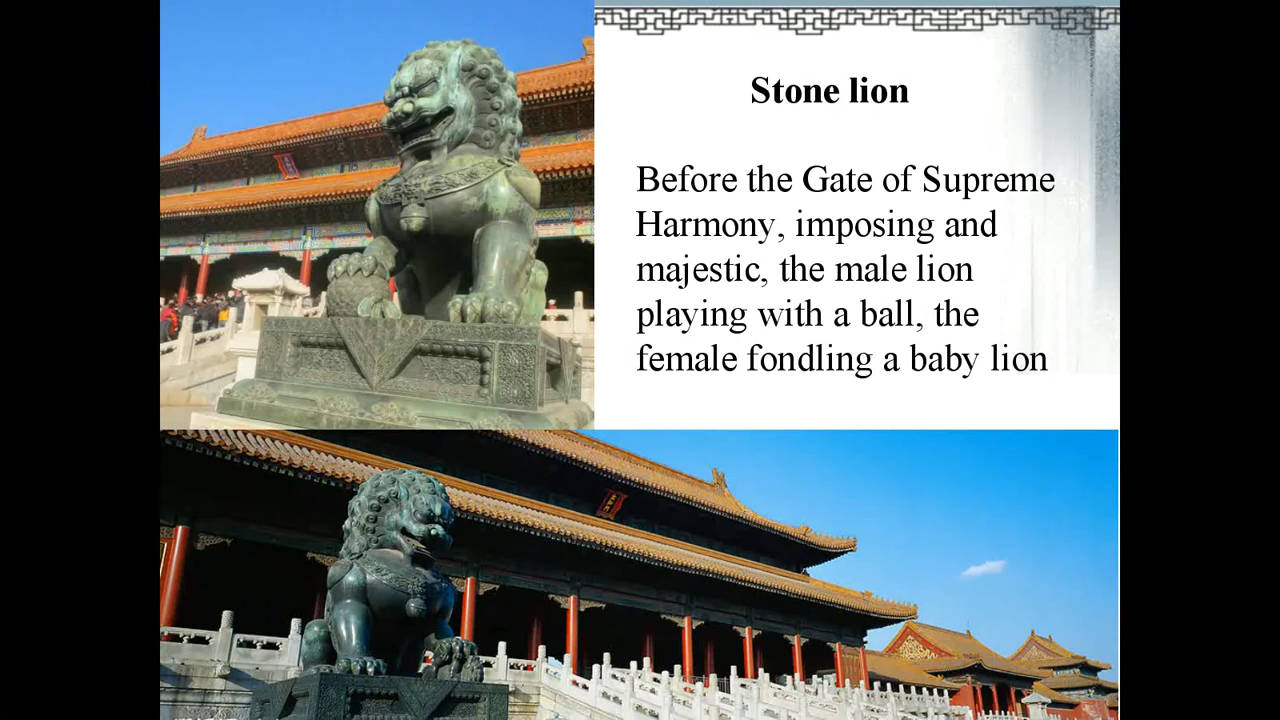 Stone lion
Before the Gate of Supreme
Harmony, imposing and
majestic, the male lion
playing with a ball, the
female fondling a baby lion